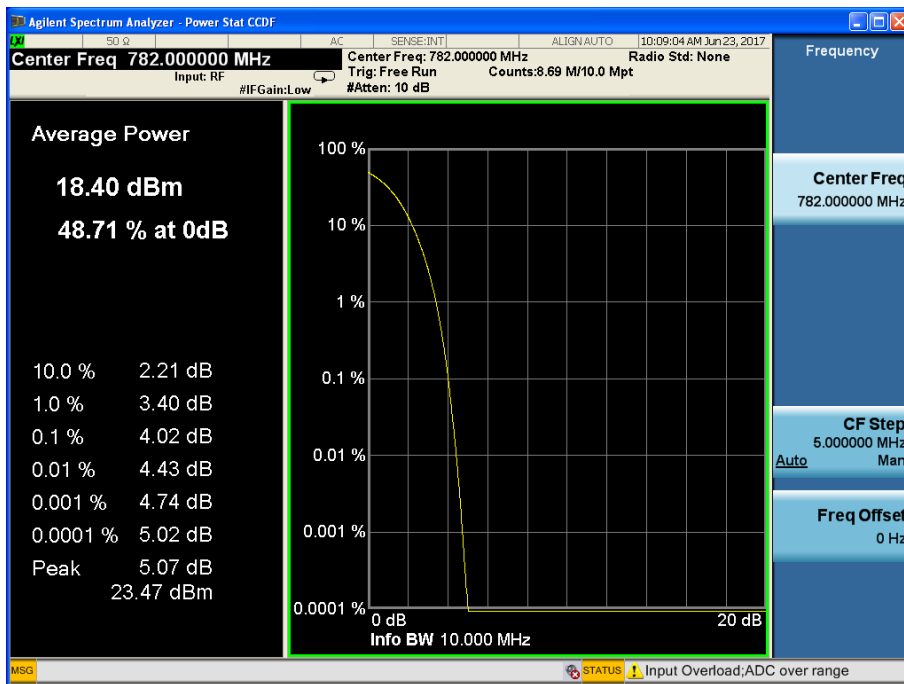 Agilent Spectrum Analyzer - Power Stat CCDF
LXI 50 Ω AC SENSE:INT ALIGN AUTO 10:09:04 AM Jun 23, 2017
Center Freq 782.000000 MHz
Input: RF
#IFGain:Low
Center Freq: 782.000000 MHz Radio Std: None
Trig: Free Run Counts:8.69 M/10.0 Mpt
#Atten: 10 dB
Average Power
18.40 dBm
48.71 % at 0dB
10.0 % 2.21 dB
1.0 % 3.40 dB
0.1 % 4.02 dB
0.01 % 4.43 dB
0.001 % 4.74 dB
0.0001 % 5.02 dB
Peak 5.07 dB
23.47 dBm
100 %
10 %
1 %
0.1 %
0.01 %
0.001 %
0.0001 %
0 dB 20 dB
Info BW 10.000 MHz
Frequency
Center Freq
782.000000 MHz
CF Step
5.000000 MHz
Auto Man
Freq Offset
0 Hz
MSG STATUS Input Overload;ADC over range